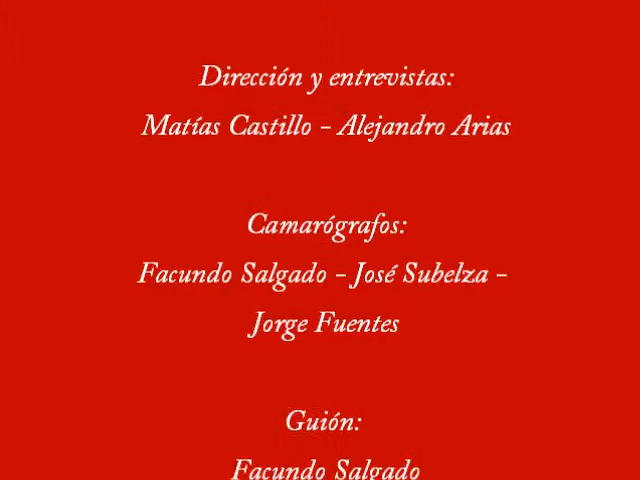 Dirección y entrevistas:
Matías Castillo - Alejandro Arias
Camarógrafos:
Facundo Salgado - José Subelza -
Jorge Fuentes
Guión:
Facundo Salgado